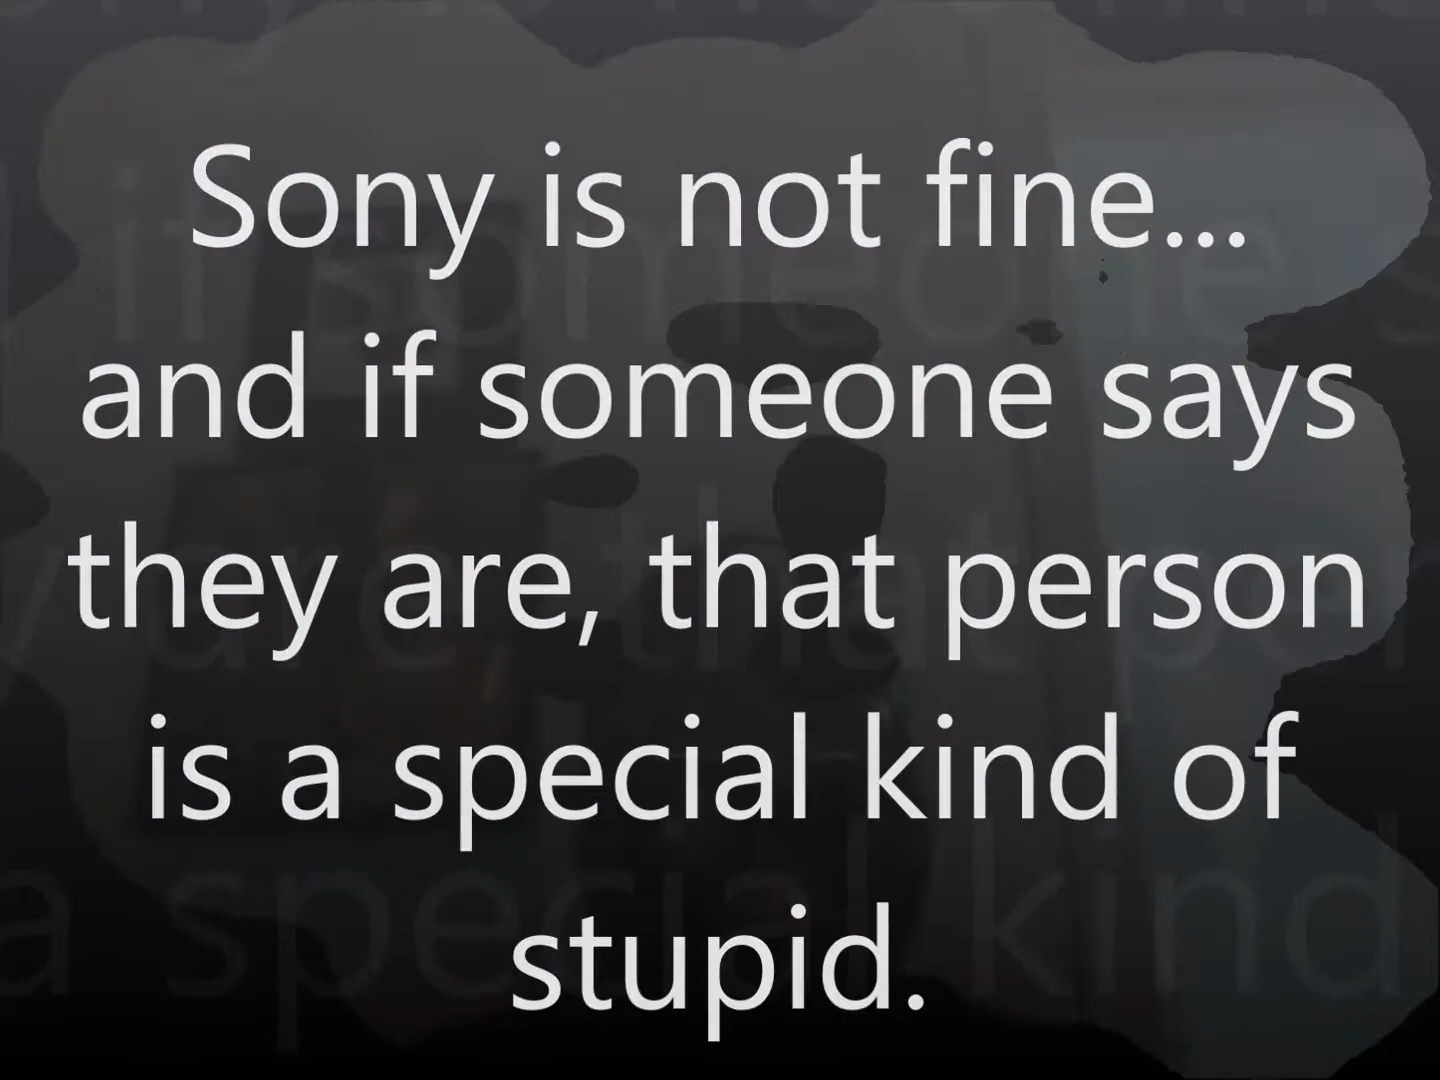 Sony is not fine...
and if someone says
they are, that person
is a special kind of
stupid.